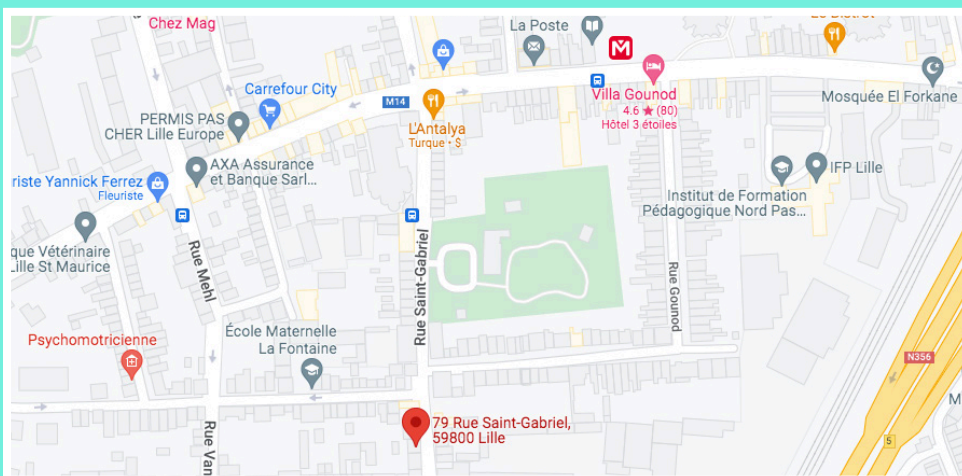 Chez Mag
La Poste
Le Bistrot
M
Carrefour City
M14
Villa Gounod
4.6 ★ (80)
Hôtel 3 étoiles
Mosquée El Forkane
PERMIS PAS
CHER Lille Europe
L'Antalya
Turque · $
AXA Assurance
et Banque Sarl...
IFP Lille
uriste Yannick Ferrez
Fleuriste
Institut de Formation
Pédagogique Nord Pas...
que Vétérinaire
Lille St Maurice
Rue Mehl
Rue Saint-Gabriel
Rue Gounod
Psychomotricienne
École Maternelle
La Fontaine
N356
M
79 Rue Saint-Gabriel,
59800 Lille
Rue Van
5